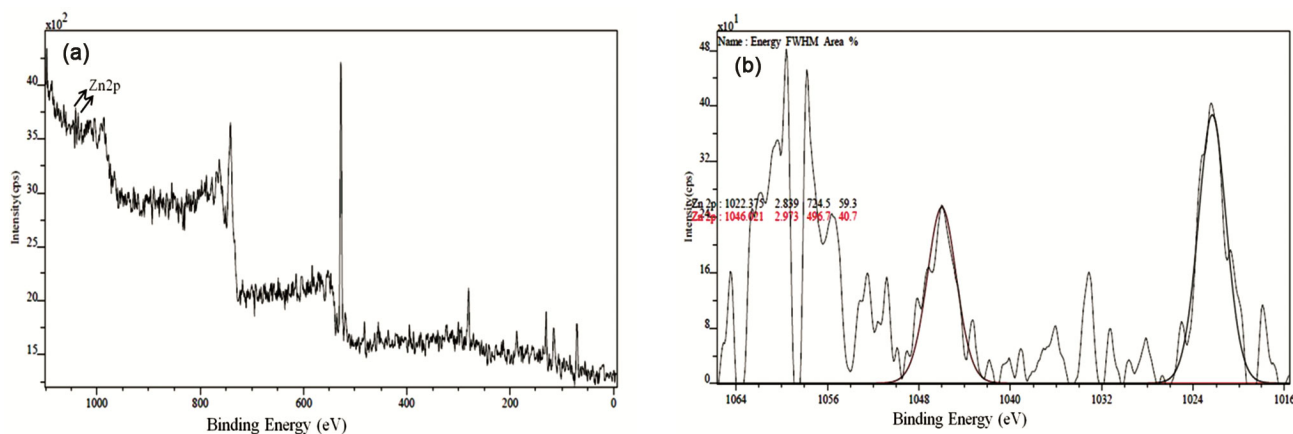 x10²
(a)
Zn2p
40
35
30
25
20
15
1000 800 600 400 200 0
Intensity(cps)
Binding Energy (eV)
x10¹
Name : Energy FWHM Area %
(b)
48
40
32
24
16
8
0
Zn 2p : 1022.375 2.839 724.5 59.3
Zn 2p : 1046.021 2.973 496.7 40.7
1064 1056 1048 1040 1032 1024 1016
Intensity(cps)
Binding Energy (eV)